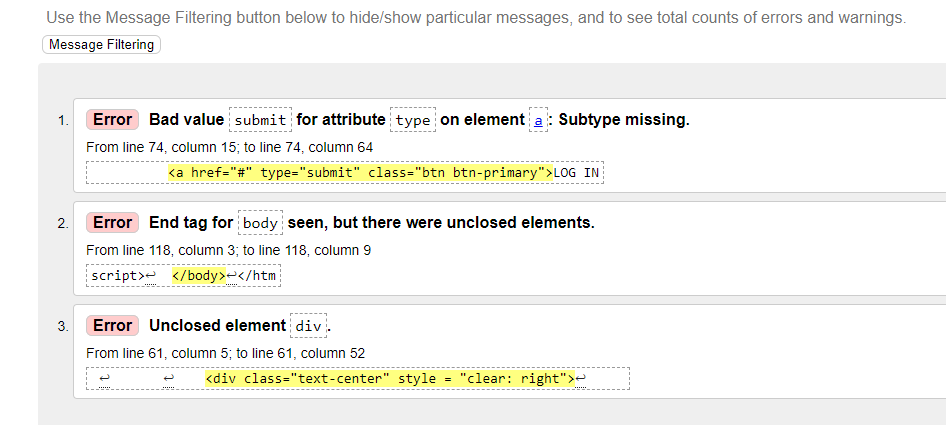 Use the Message Filtering button below to hide/show particular messages, and to see total counts of errors and warnings.
Message Filtering
1. Error Bad value submit for attribute type on element a: Subtype missing.
From line 74, column 15; to line 74, column 64
<a href="#" type="submit" class="btn btn-primary">LOG IN
2. Error End tag for body seen, but there were unclosed elements.
From line 118, column 3; to line 118, column 9
script>↩ </body>↩</htm
3. Error Unclosed element div.
From line 61, column 5; to line 61, column 52
↩ ↩ <div class="text-center" style = "clear: right">↩